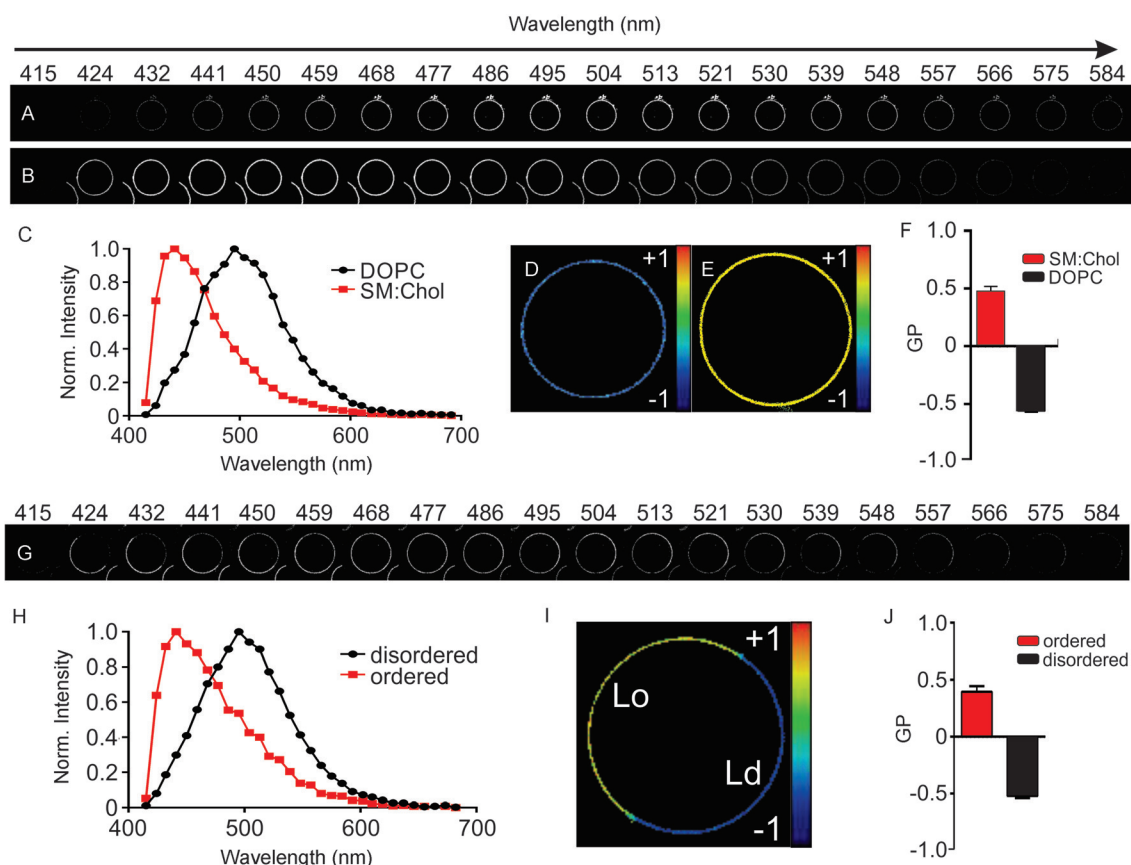 Wavelength (nm)
415 424 432 441 450 459 468 477 486 495 504 513 521 530 539 548 557 566 575 584
A
B
C
1.0
0.8
0.6
0.4
0.2
0
400 500 600 700
Norm. Intensity
Wavelength (nm)
DOPC
SM:Chol
D
+1
-1
E
+1
-1
F
1.0
0.5
0
-0.5
-1.0
GP
SM:Chol
DOPC
415 424 432 441 450 459 468 477 486 495 504 513 521 530 539 548 557 566 575 584
G
H
1.0
0.8
0.6
0.4
0.2
0
400 500 600 700
Norm. Intensity
Wavelength (nm)
disordered
ordered
I
+1
Lo
Ld
-1
J
1.0
0.5
0
-0.5
-1.0
GP
ordered
disordered